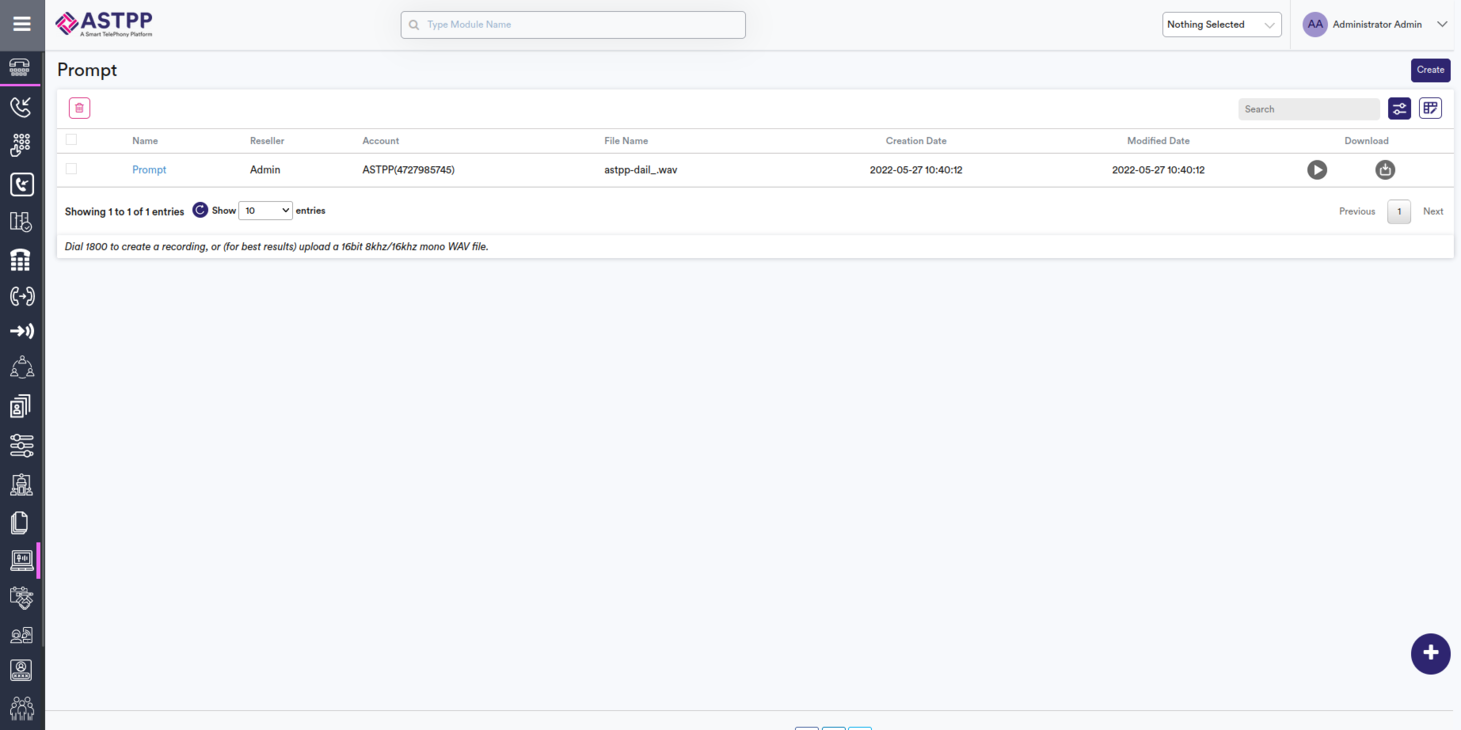 ASTPP
A Smart TelePhony Platform
Type Module Name
Nothing Selected
AA
Administrator Admin
Prompt
Create
Search
Name Reseller Account File Name Creation Date Modified Date Download
Prompt Admin ASTPP(4727985745) astpp-dail_.wav 2022-05-27 10:40:12 2022-05-27 10:40:12
Showing 1 to 1 of 1 entries Show 10 entries Previous 1 Next
Dial 1800 to create a recording, or (for best results) upload a 16bit 8khz/16khz mono WAV file.